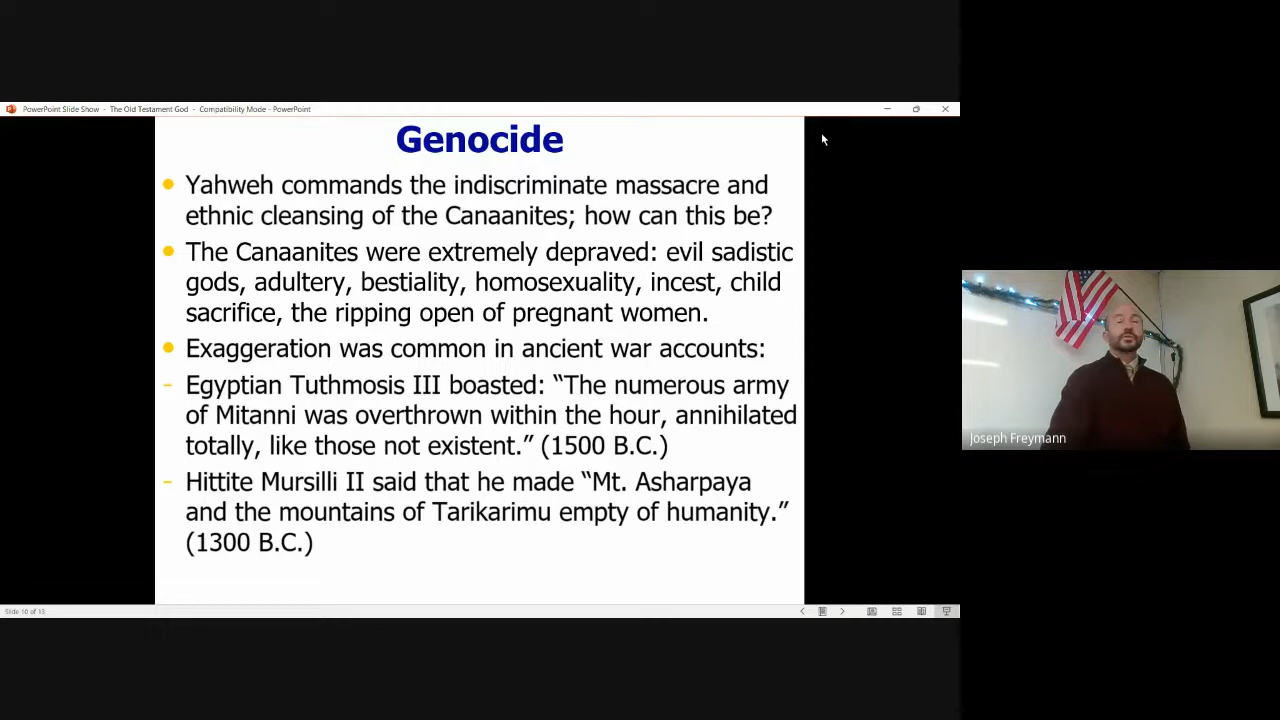 PowerPoint Slide Show - The Old Testament God - Compatibility Mode - PowerPoint
Genocide
Yahweh commands the indiscriminate massacre and
ethnic cleansing of the Canaanites; how can this be?
The Canaanites were extremely depraved: evil sadistic
gods, adultery, bestiality, homosexuality, incest, child
sacrifice, the ripping open of pregnant women.
Exaggeration was common in ancient war accounts:
- Egyptian Tuthmosis III boasted: “The numerous army
of Mitanni was overthrown within the hour, annihilated
totally, like those not existent.” (1500 B.C.)
- Hittite Mursilli II said that he made “Mt. Asharpaya
and the mountains of Tarikarimu empty of humanity.”
(1300 B.C.)
Slide 10 of 13
Joseph Freymann